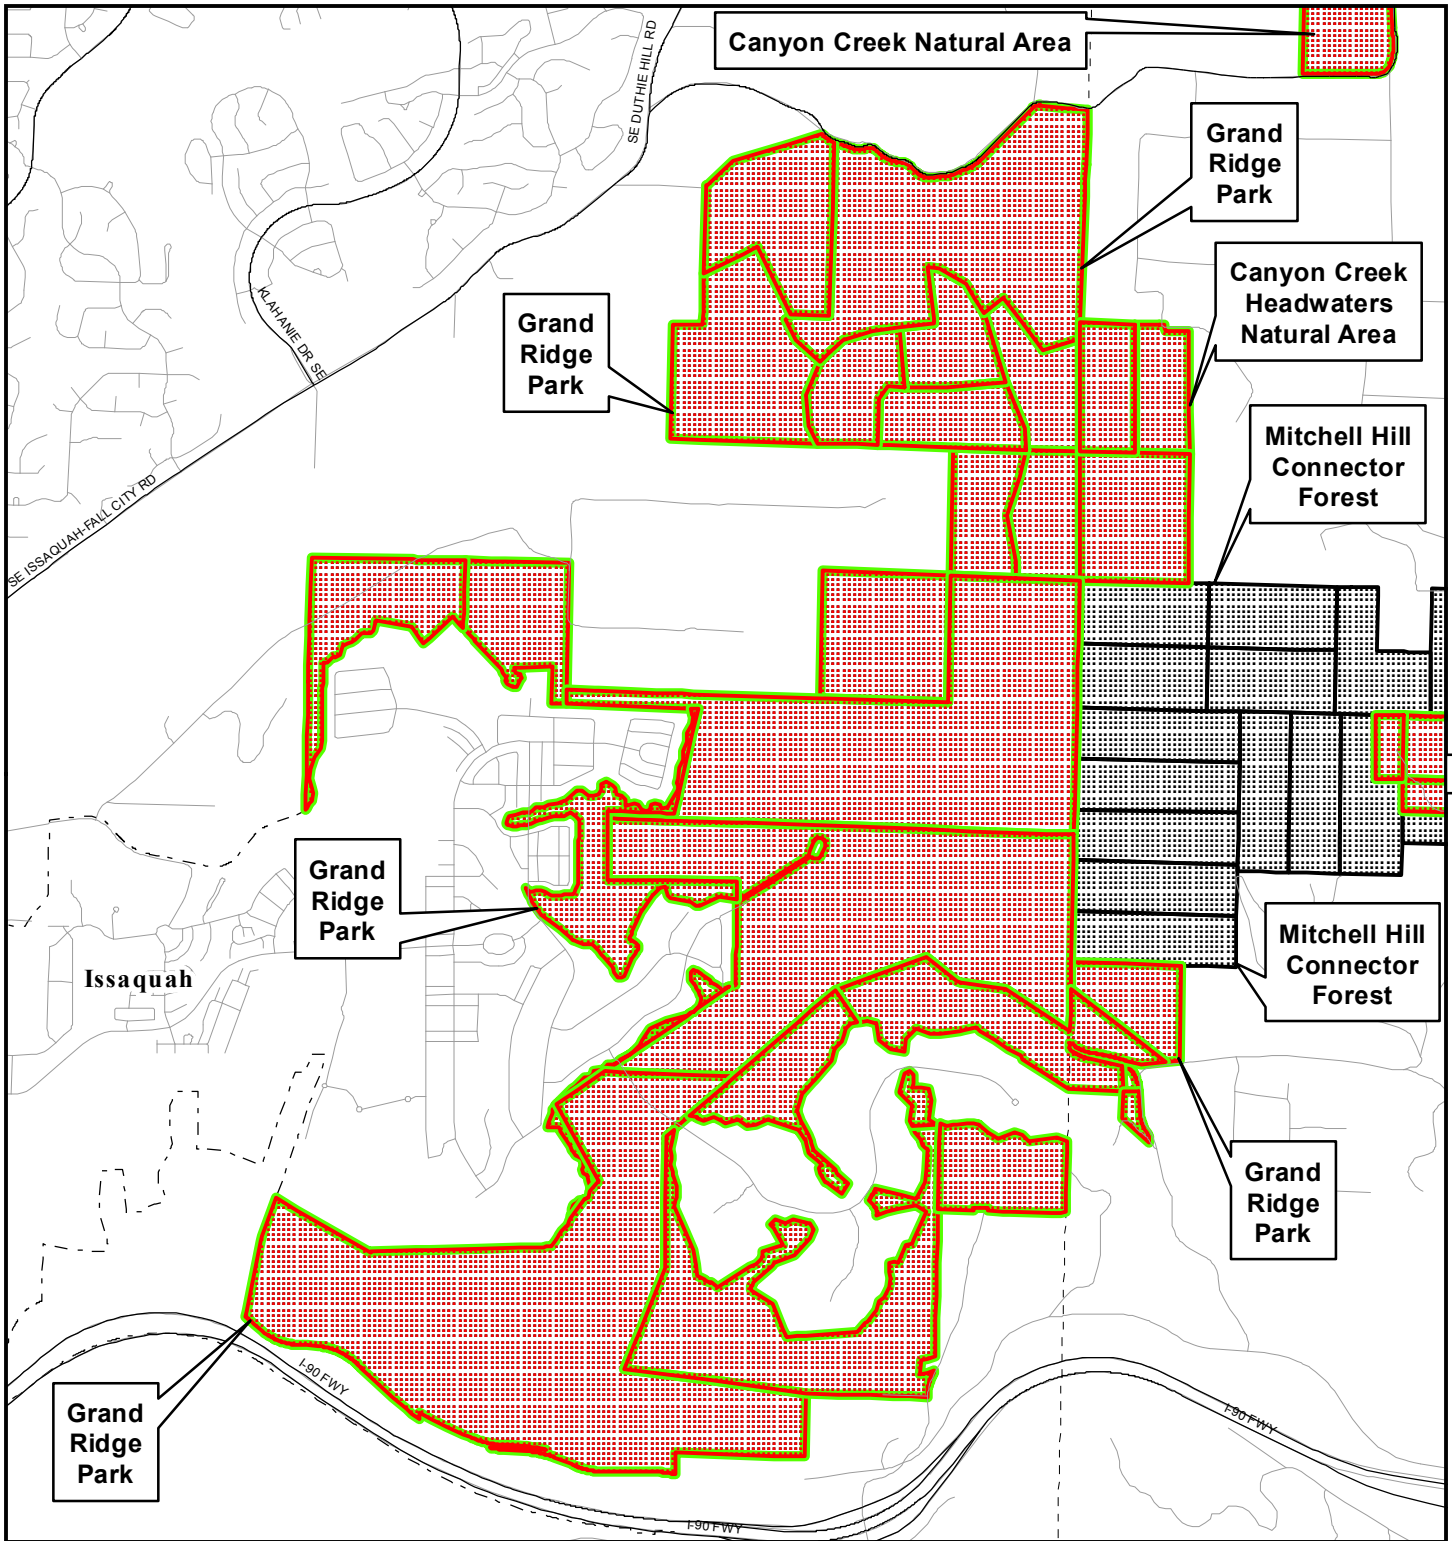 Canyon Creek Natural Area
SE DUTHIE HILL RD
Grand
Ridge
Park
Canyon Creek
Headwaters
Natural Area
KLAHANIE DR SE
Grand
Ridge
Park
Mitchell Hill
Connector
Forest
SE ISSAQUAH-FALL CITY RD
Grand
Ridge
Park
Issaquah
Mitchell Hill
Connector
Forest
Grand
Ridge
Park
I-90 FWY
Grand
Ridge
Park
I-90 FWY
I-90 FWY